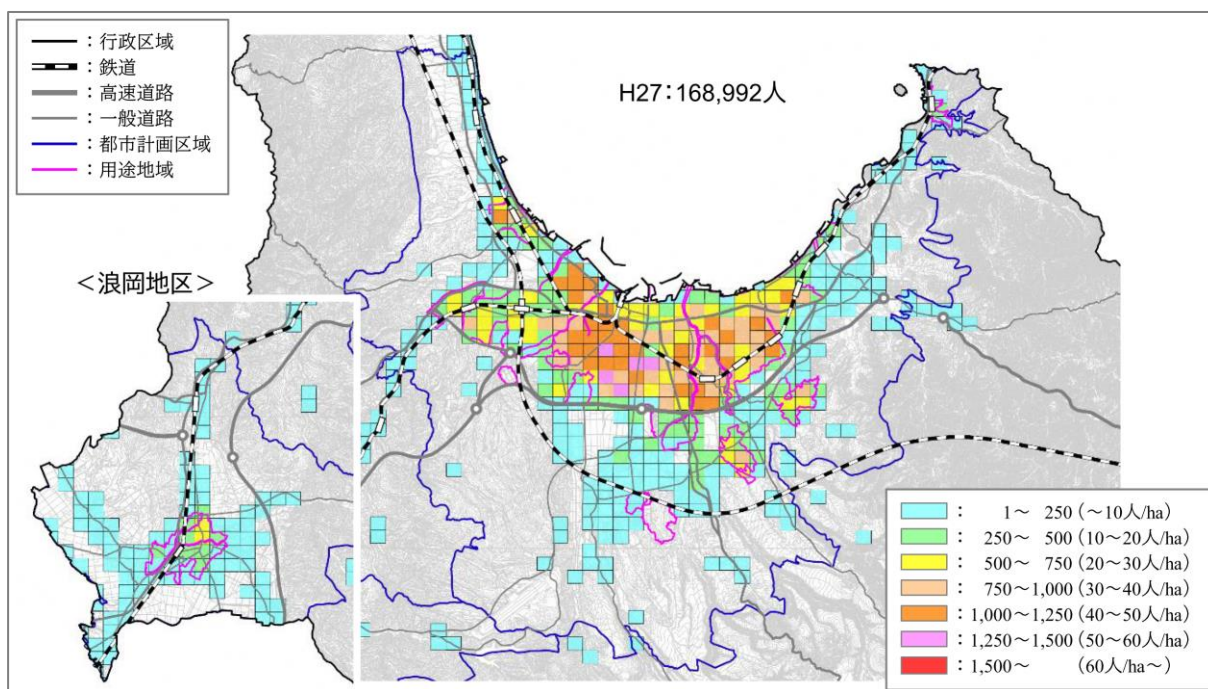 ：行政区域
：鉄道
：高速道路
：一般道路
：都市計画区域
：用途地域
H27：168,992人
＜浪岡地区＞
： 1～ 250 (～10人/ha)
： 250～ 500 (10～20人/ha)
： 500～ 750 (20～30人/ha)
： 750～1,000 (30～40人/ha)
：1,000～1,250 (40～50人/ha)
：1,250～1,500 (50～60人/ha)
：1,500～ (60人/ha～)